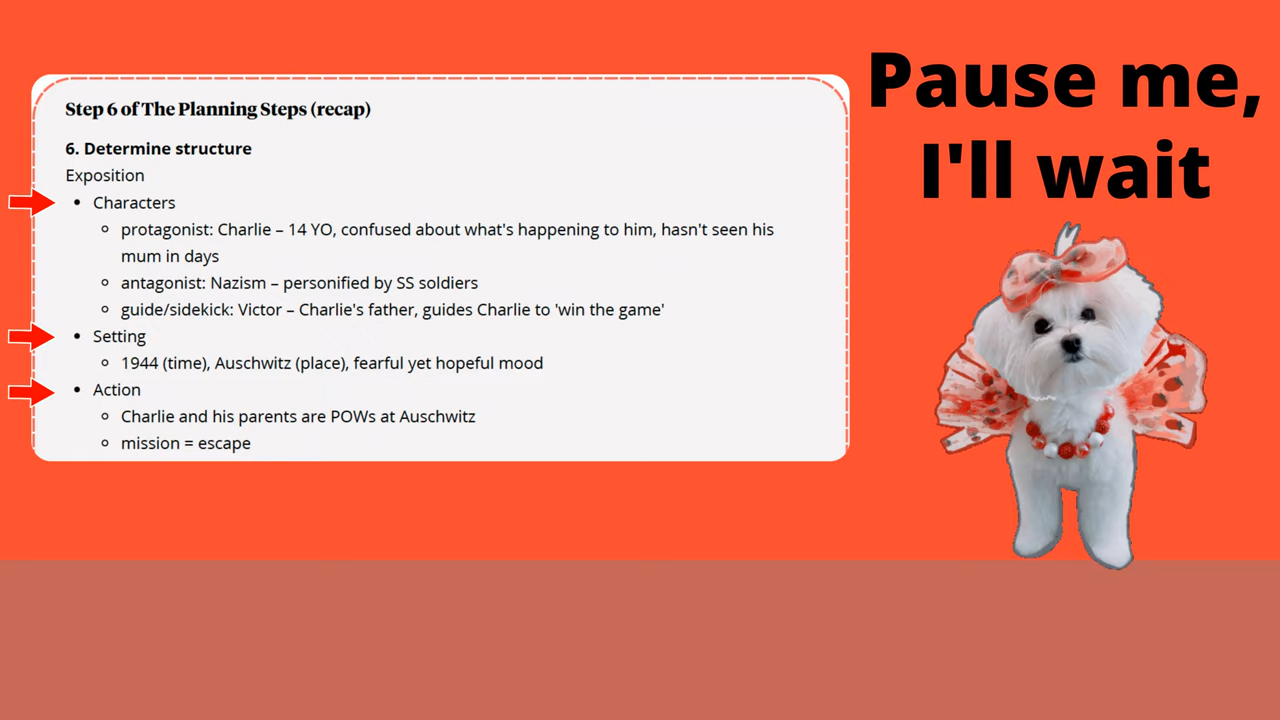 Step 6 of The Planning Steps (recap)
6. Determine structure
Exposition
• Characters
◦ protagonist: Charlie – 14 YO, confused about what's happening to him, hasn't seen his
mum in days
◦ antagonist: Nazism – personified by SS soldiers
◦ guide/sidekick: Victor – Charlie's father, guides Charlie to 'win the game'
• Setting
◦ 1944 (time), Auschwitz (place), fearful yet hopeful mood
• Action
◦ Charlie and his parents are POWs at Auschwitz
◦ mission = escape
Pause me,
I'll wait